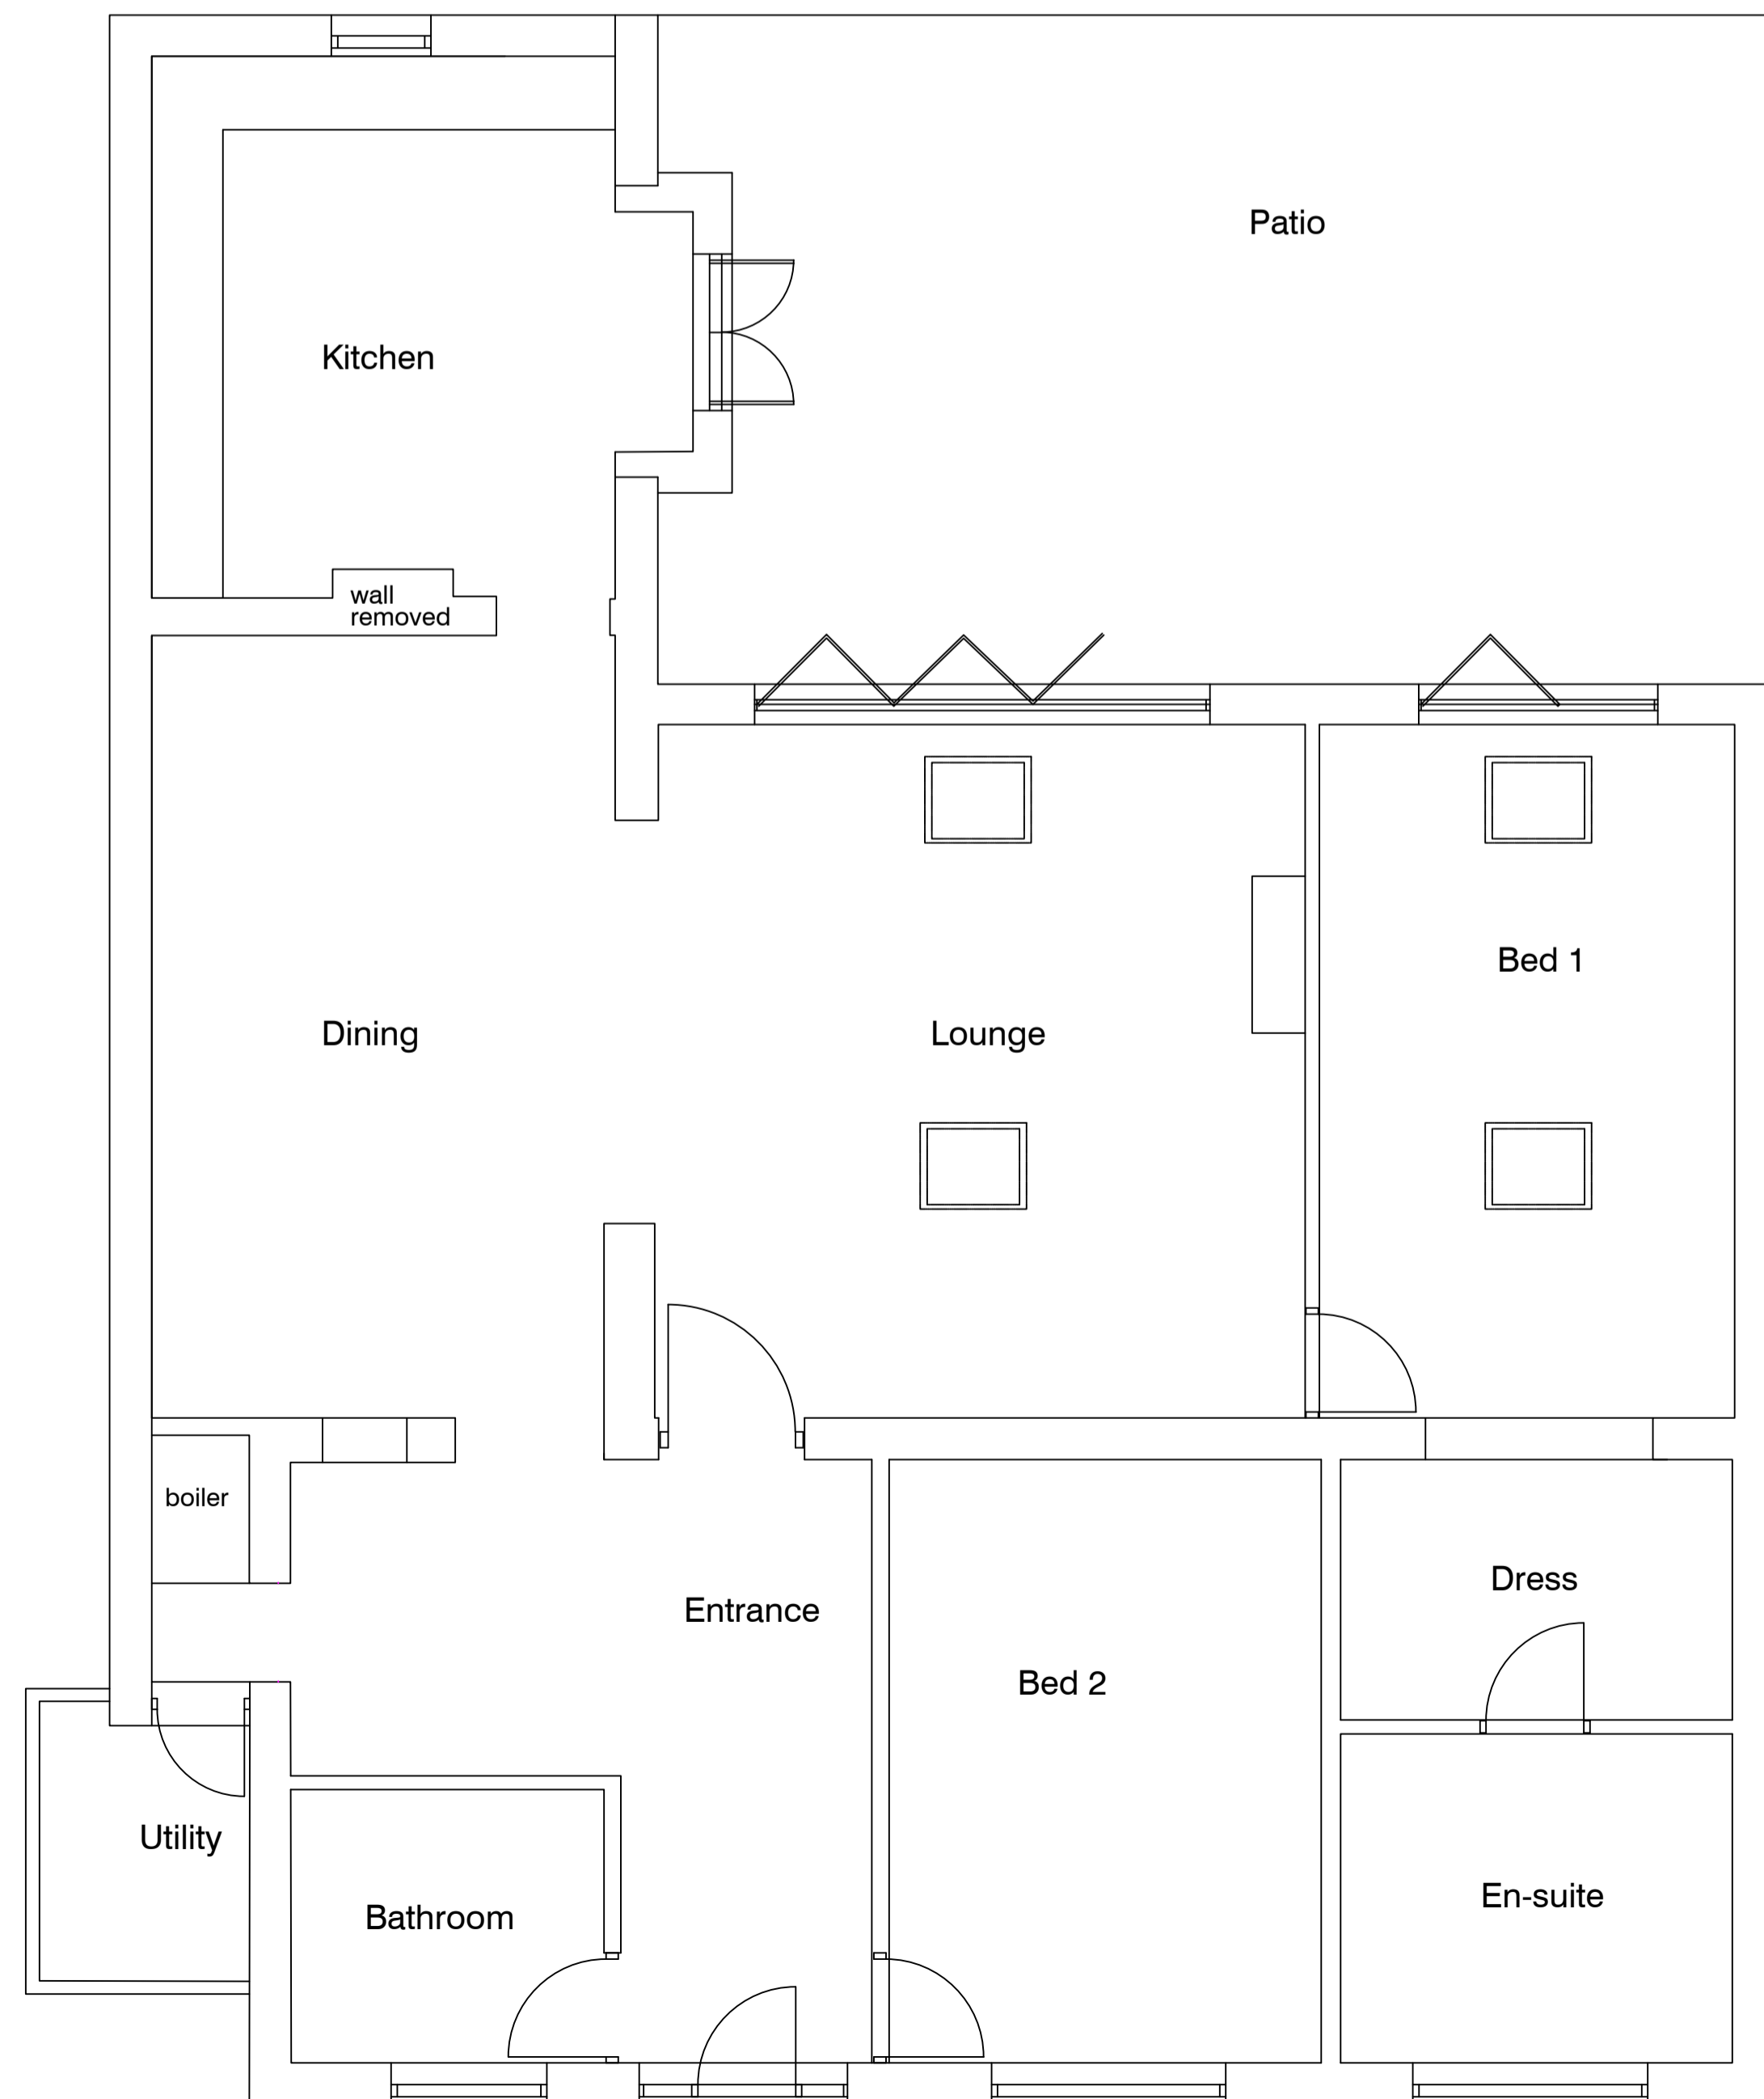 Patio
Kitchen
wall
removed
Bed 1
Dining
Lounge
boiler
Dress
Entrance
Bed 2
Utility
En-suite
Bathroom